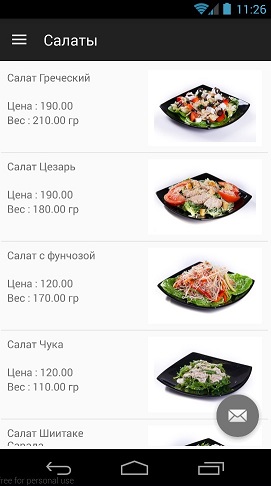 11:26
Салаты
Салат Греческий
Цена : 190.00
Вес : 210.00 гр
Салат Цезарь
Цена : 190.00
Вес : 180.00 гр
Салат с фунчозой
Цена : 120.00
Вес : 170.00 гр
Салат Чука
Цена : 120.00
Вес : 110.00 гр
Салат Шиитаке
Сарада
free for personal use